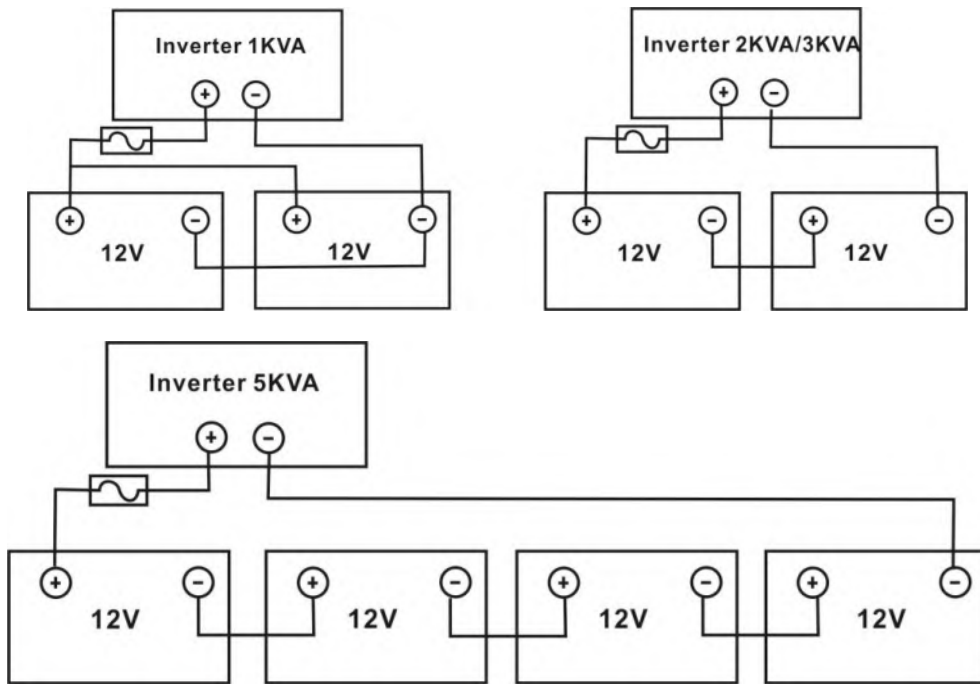 Inverter 1KVA
+ −
+ − + −
12V 12V
Inverter 2KVA/3KVA
+ −
+ − + −
12V 12V
Inverter 5KVA
+ −
+ − + − + − + −
12V 12V 12V 12V